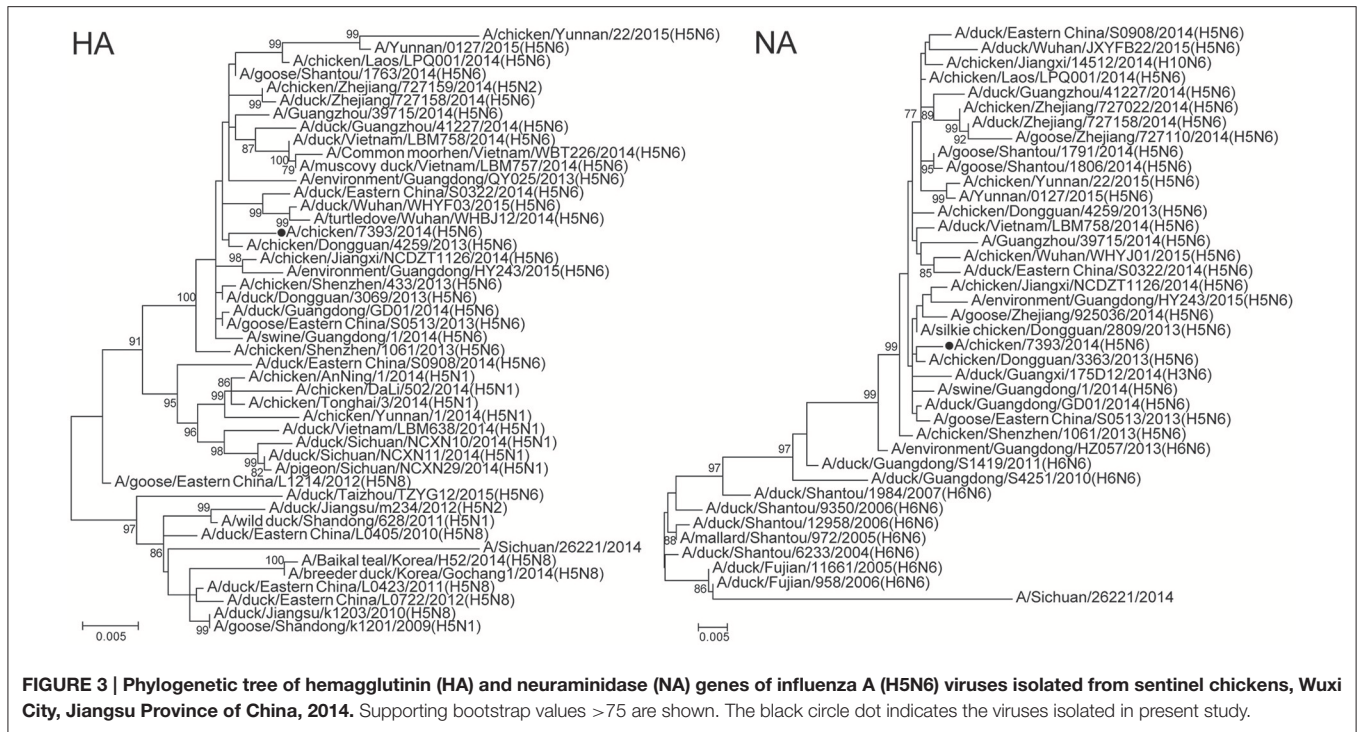 HA
A/chicken/Yunnan/22/2015(H5N6)
99
99
A/Yunnan/0127/2015(H5N6)
A/chicken/Laos/LPQ001/2014(H5N6)
A/goose/Shantou/1763/2014(H5N6)
A/chicken/Zhejiang/727159/2014(H5N2)
99
A/duck/Zhejiang/727158/2014(H5N6)
A/Guangzhou/39715/2014(H5N6)
A/duck/Guangzhou/41227/2014(H5N6)
87
A/duck/Vietnam/LBM758/2014(H5N6)
100
A/Common moorhen/Vietnam/WBT226/2014(H5N6)
79
A/muscovy duck/Vietnam/LBM757/2014(H5N6)
A/environment/Guangdong/QY025/2013(H5N6)
A/duck/Eastern China/S0322/2014(H5N6)
99
A/duck/Wuhan/WHYF03/2015(H5N6)
99
A/turtledove/Wuhan/WHBJ12/2014(H5N6)
A/chicken/7393/2014(H5N6)
A/chicken/Dongguan/4259/2013(H5N6)
98
A/chicken/Jiangxi/NCDZT1126/2014(H5N6)
A/environment/Guangdong/HY243/2015(H5N6)
A/chicken/Shenzhen/433/2013(H5N6)
100
A/duck/Dongguan/3069/2013(H5N6)
A/duck/Guangdong/GD01/2014(H5N6)
A/goose/Eastern China/S0513/2013(H5N6)
A/swine/Guangdong/1/2014(H5N6)
91
A/chicken/Shenzhen/1061/2013(H5N6)
A/duck/Eastern China/S0908/2014(H5N6)
86
A/chicken/AnNing/1/2014(H5N1)
95
99
A/chicken/DaLi/502/2014(H5N1)
A/chicken/Tonghai/3/2014(H5N1)
96
A/chicken/Yunnan/1/2014(H5N1)
A/duck/Vietnam/LBM638/2014(H5N1)
98
A/duck/Sichuan/NCXN10/2014(H5N1)
99
A/duck/Sichuan/NCXN11/2014(H5N1)
82
A/pigeon/Sichuan/NCXN29/2014(H5N1)
A/goose/Eastern China/L1214/2012(H5N8)
A/duck/Taizhou/TZYG12/2015(H5N6)
97
99
A/duck/Jiangsu/m234/2012(H5N2)
A/wild duck/Shandong/628/2011(H5N1)
A/duck/Eastern China/L0405/2010(H5N8)
86
A/Sichuan/26221/2014
100
A/Baikal teal/Korea/H52/2014(H5N8)
A/breeder duck/Korea/Gochang1/2014(H5N8)
A/duck/Eastern China/L0423/2011(H5N8)
A/duck/Eastern China/L0722/2012(H5N8)
A/duck/Jiangsu/k1203/2010(H5N8)
99
A/goose/Shandong/k1201/2009(H5N1)
0.005
NA
A/duck/Eastern China/S0908/2014(H5N6)
A/duck/Wuhan/JXYFB22/2015(H5N6)
A/chicken/Jiangxi/14512/2014(H10N6)
A/chicken/Laos/LPQ001/2014(H5N6)
A/duck/Guangzhou/41227/2014(H5N6)
77
89
A/chicken/Zhejiang/727022/2014(H5N6)
99
A/duck/Zhejiang/727158/2014(H5N6)
92
A/goose/Zhejiang/727110/2014(H5N6)
A/goose/Shantou/1791/2014(H5N6)
95
A/goose/Shantou/1806/2014(H5N6)
A/chicken/Yunnan/22/2015(H5N6)
99
A/Yunnan/0127/2015(H5N6)
A/chicken/Dongguan/4259/2013(H5N6)
A/duck/Vietnam/LBM758/2014(H5N6)
A/Guangzhou/39715/2014(H5N6)
A/chicken/Wuhan/WHYJ01/2015(H5N6)
85
A/duck/Eastern China/S0322/2014(H5N6)
A/chicken/Jiangxi/NCDZT1126/2014(H5N6)
A/environment/Guangdong/HY243/2015(H5N6)
A/goose/Zhejiang/925036/2014(H5N6)
A/silkie chicken/Dongguan/2809/2013(H5N6)
99
A/chicken/7393/2014(H5N6)
A/chicken/Dongguan/3363/2013(H5N6)
A/duck/Guangxi/175D12/2014(H3N6)
99
A/swine/Guangdong/1/2014(H5N6)
A/duck/Guangdong/GD01/2014(H5N6)
A/goose/Eastern China/S0513/2013(H5N6)
A/chicken/Shenzhen/1061/2013(H5N6)
97
A/environment/Guangdong/HZ057/2013(H6N6)
97
A/duck/Guangdong/S1419/2011(H6N6)
A/duck/Guangdong/S4251/2010(H6N6)
A/duck/Shantou/1984/2007(H6N6)
A/duck/Shantou/9350/2006(H6N6)
A/duck/Shantou/12958/2006(H6N6)
88
A/mallard/Shantou/972/2005(H6N6)
A/duck/Shantou/6233/2004(H6N6)
A/duck/Fujian/11661/2005(H6N6)
86
A/duck/Fujian/958/2006(H6N6)
A/Sichuan/26221/2014
0.005
FIGURE 3 | Phylogenetic tree of hemagglutinin (HA) and neuraminidase (NA) genes of influenza A (H5N6) viruses isolated from sentinel chickens, Wuxi
City, Jiangsu Province of China, 2014. Supporting bootstrap values >75 are shown. The black circle dot indicates the viruses isolated in present study.